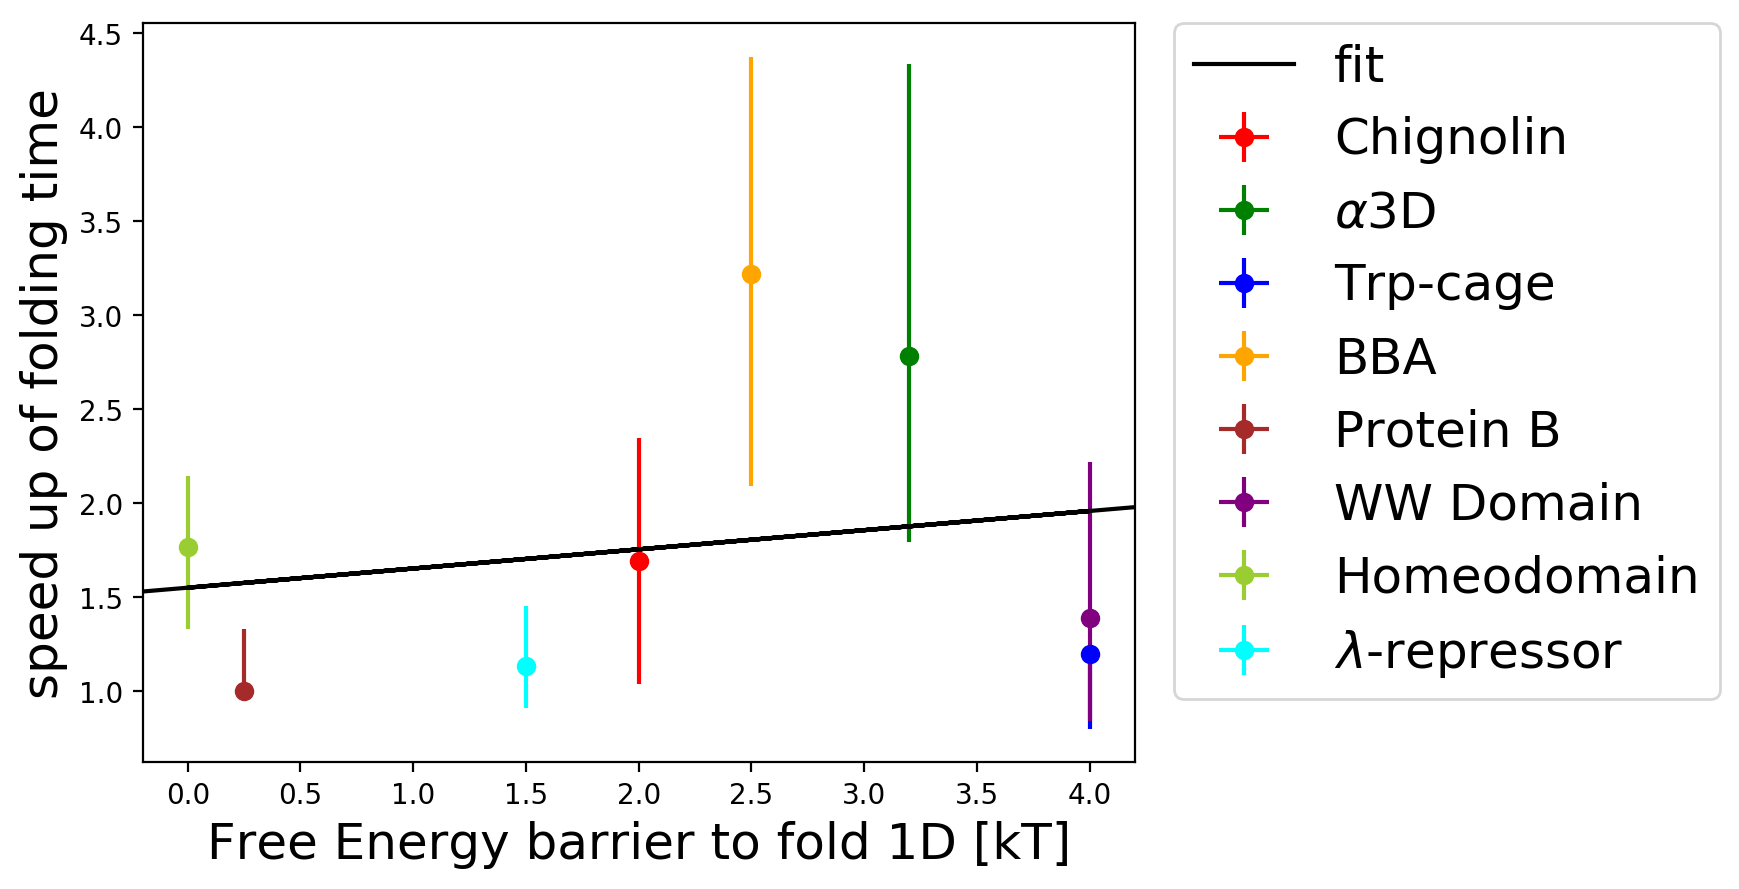 speed up of folding time
4.5
4.0
3.5
3.0
2.5
2.0
1.5
1.0
0.0 0.5 1.0 1.5 2.0 2.5 3.0 3.5 4.0
Free Energy barrier to fold 1D [kT]
fit
Chignolin
α3D
Trp-cage
BBA
Protein B
WW Domain
Homeodomain
λ-repressor